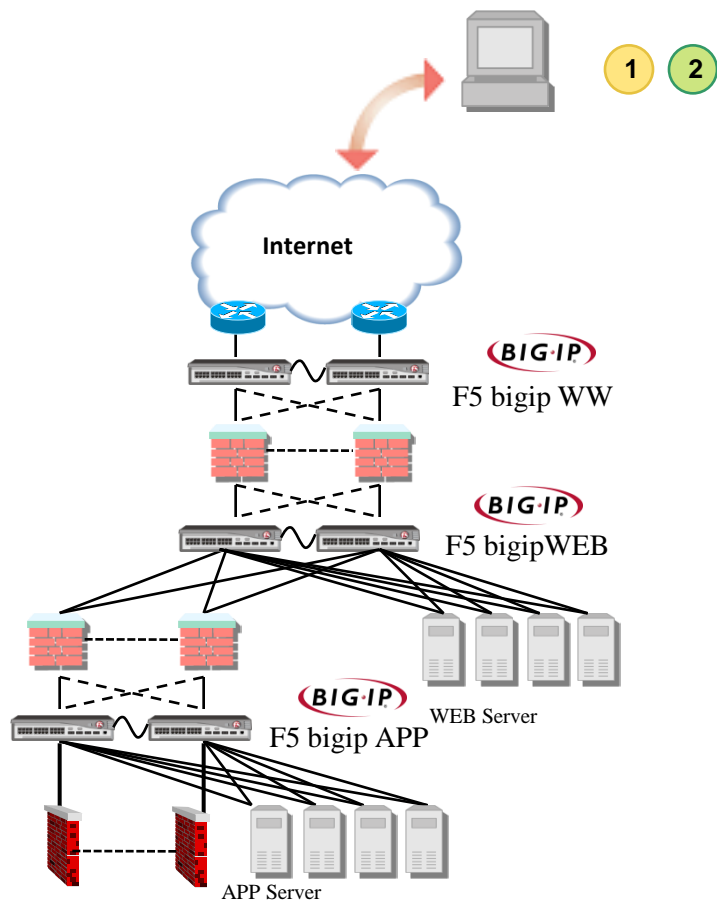 1 2
Internet
BIG·IP
F5 bigip WW
BIG·IP
F5 bigipWEB
WEB Server
BIG·IP
F5 bigip APP
APP Server